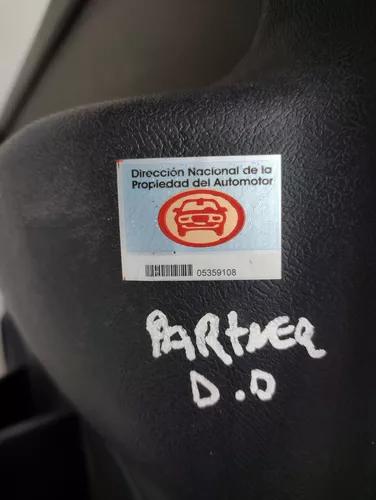 Dirección Nacional de la
Propiedad del Automotor
05359108
PARTNER
D.D